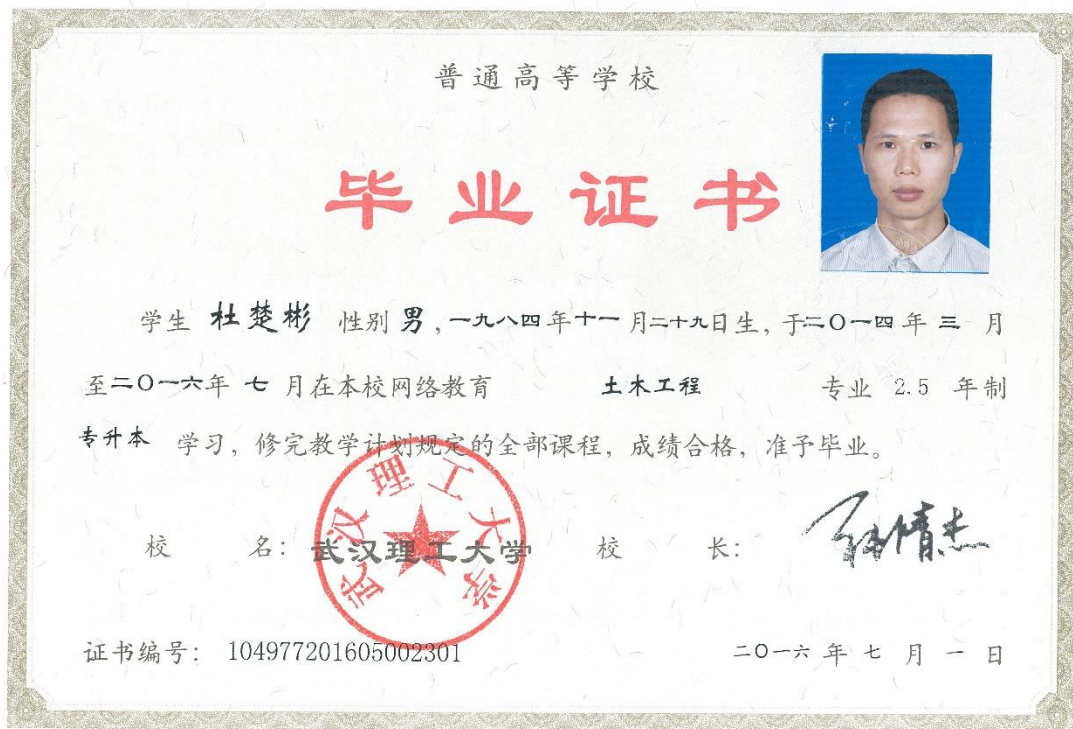 普通高等学校
毕业证书
学生 杜楚彬 性别 男,一九八四年十一月二十九日生,于二〇一四年 三 月
至二〇一六年 七 月在本校网络教育 土木工程 专业 2.5 年制
专升本 学习,修完教学计划规定的全部课程,成绩合格,准予毕业。
武汉理工大学
校 名: 武汉理工大学 校 长:
证书编号: 104977201605002301 二〇一六 年 七 月 一 日